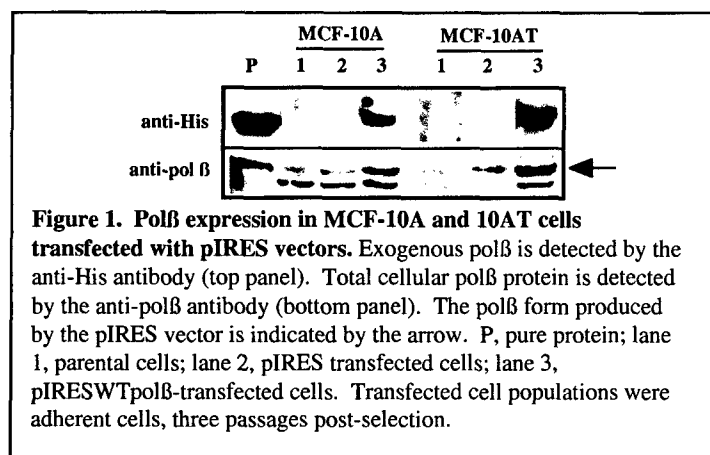 MCF-10A MCF-10AT
P 1 2 3 1 2 3
anti-His
anti-pol ß
Figure 1. Polß expression in MCF-10A and 10AT cells
transfected with pIRES vectors. Exogenous polß is detected by the
anti-His antibody (top panel). Total cellular polß protein is detected
by the anti-polß antibody (bottom panel). The polß form produced
by the pIRES vector is indicated by the arrow. P, pure protein; lane
1, parental cells; lane 2, pIRES transfected cells; lane 3,
pIRESWTpolß-transfected cells. Transfected cell populations were
adherent cells, three passages post-selection.